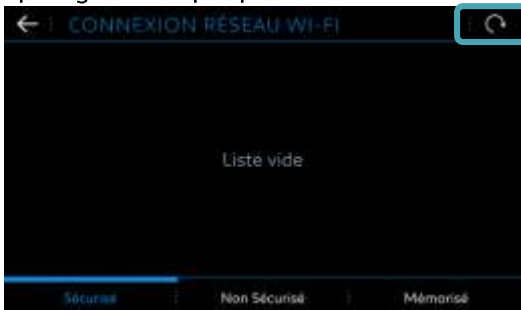 CONNEXION RÉSEAU WI-FI
Liste vide
Sécurisé
Non Sécurisé
Mémorisé